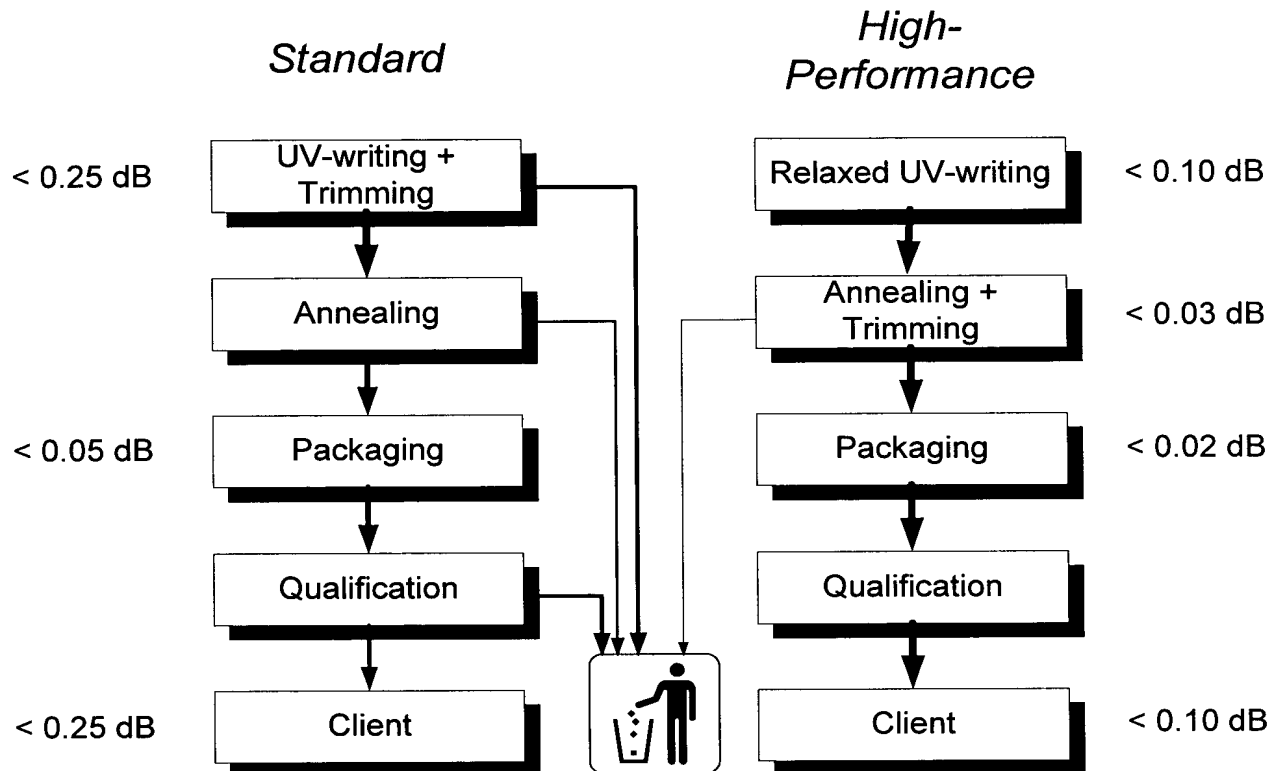 Standard
High-
Performance
< 0.25 dB
UV-writing +
Trimming
Relaxed UV-writing
< 0.10 dB
Annealing
Annealing +
Trimming
< 0.03 dB
< 0.05 dB
Packaging
Packaging
< 0.02 dB
Qualification
Qualification
< 0.25 dB
Client
Client
< 0.10 dB